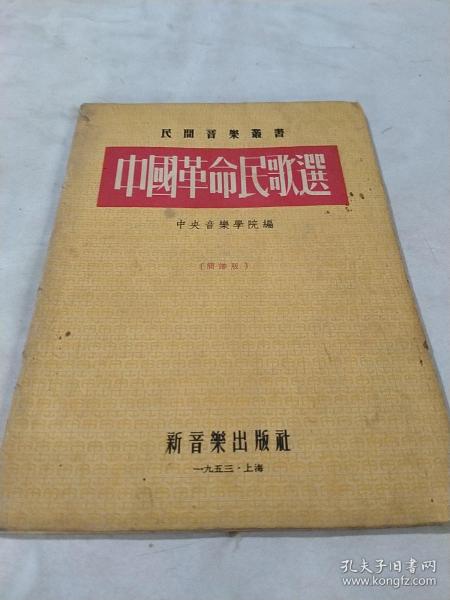 民間音樂叢書
中國革命民歌選
中央音樂學院編
(簡譜版)
新音樂出版社
一九五三·上海
孔夫子旧书网
www.kongfz.com